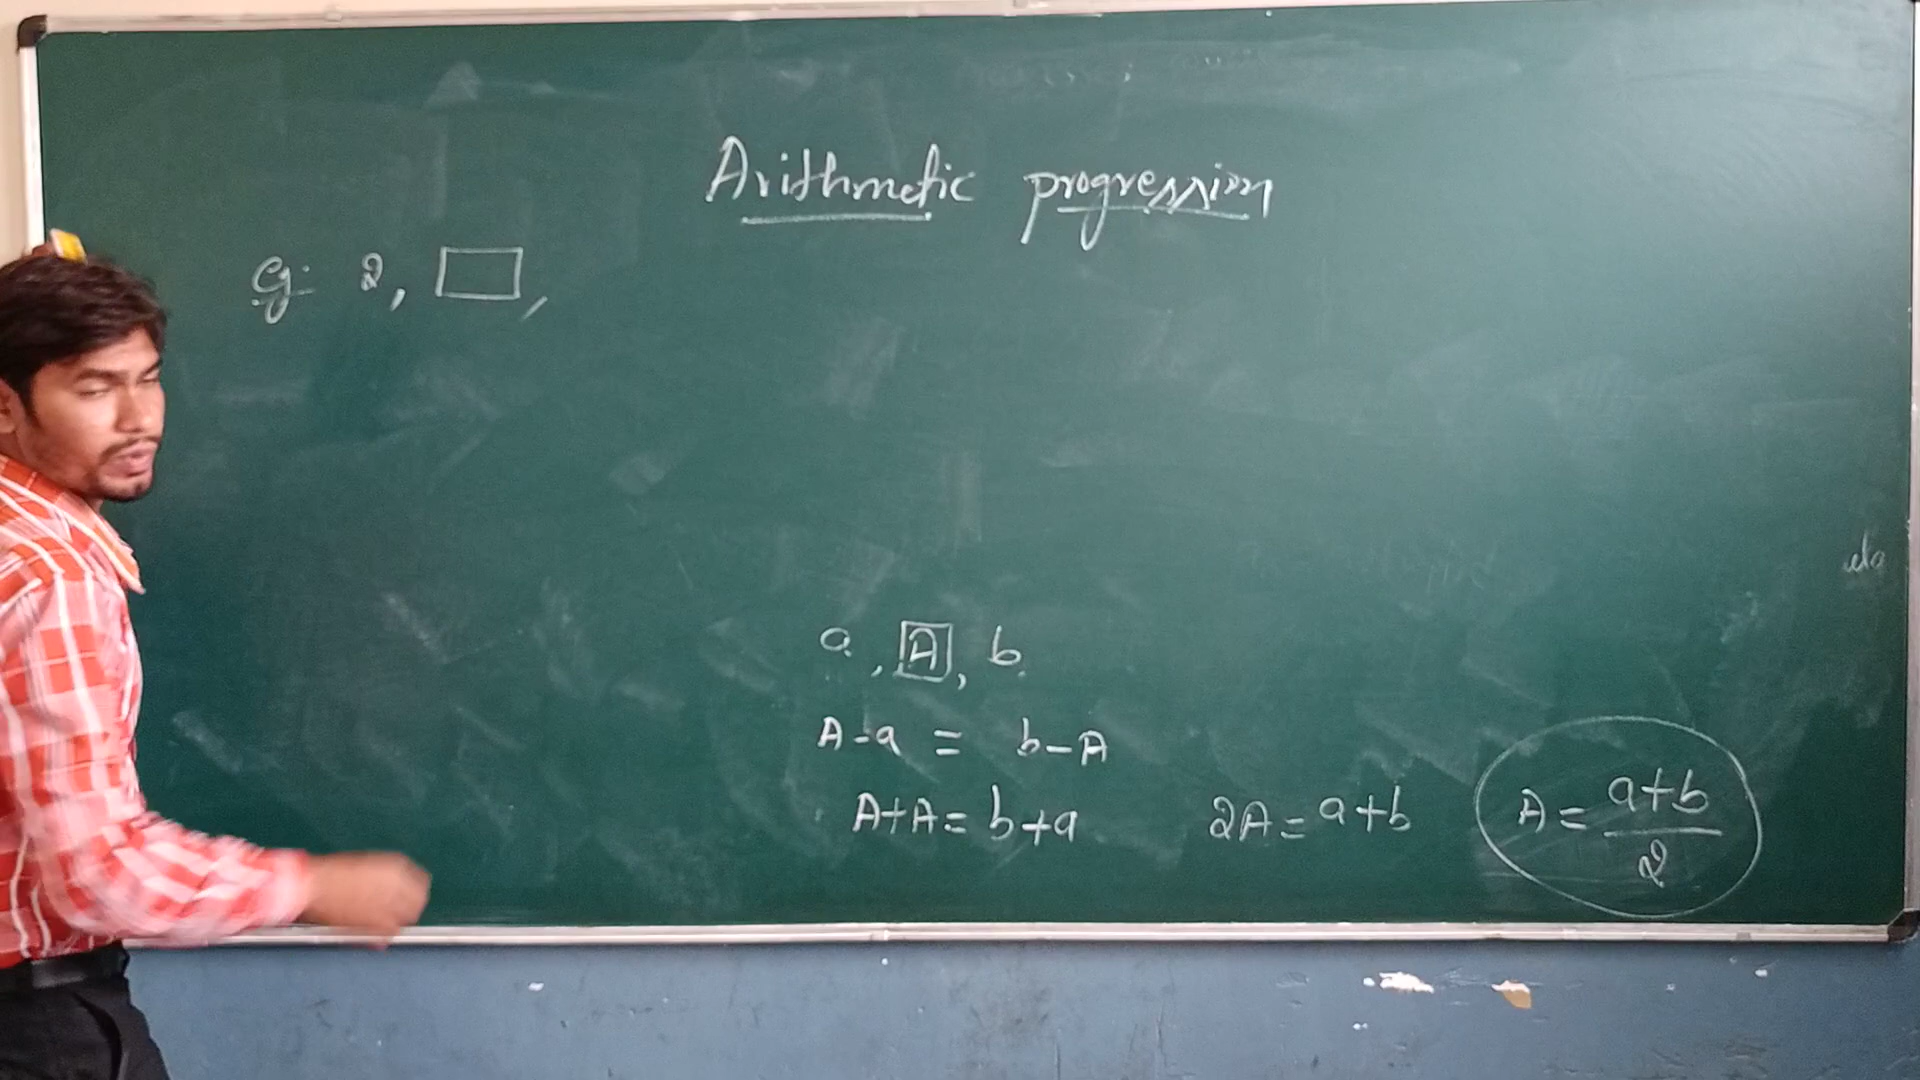 Arithmetic progression
Eg: 2, □,
a, A, b
A-a = b-A
A+A = b+a 2A = a+b A = a+b/2